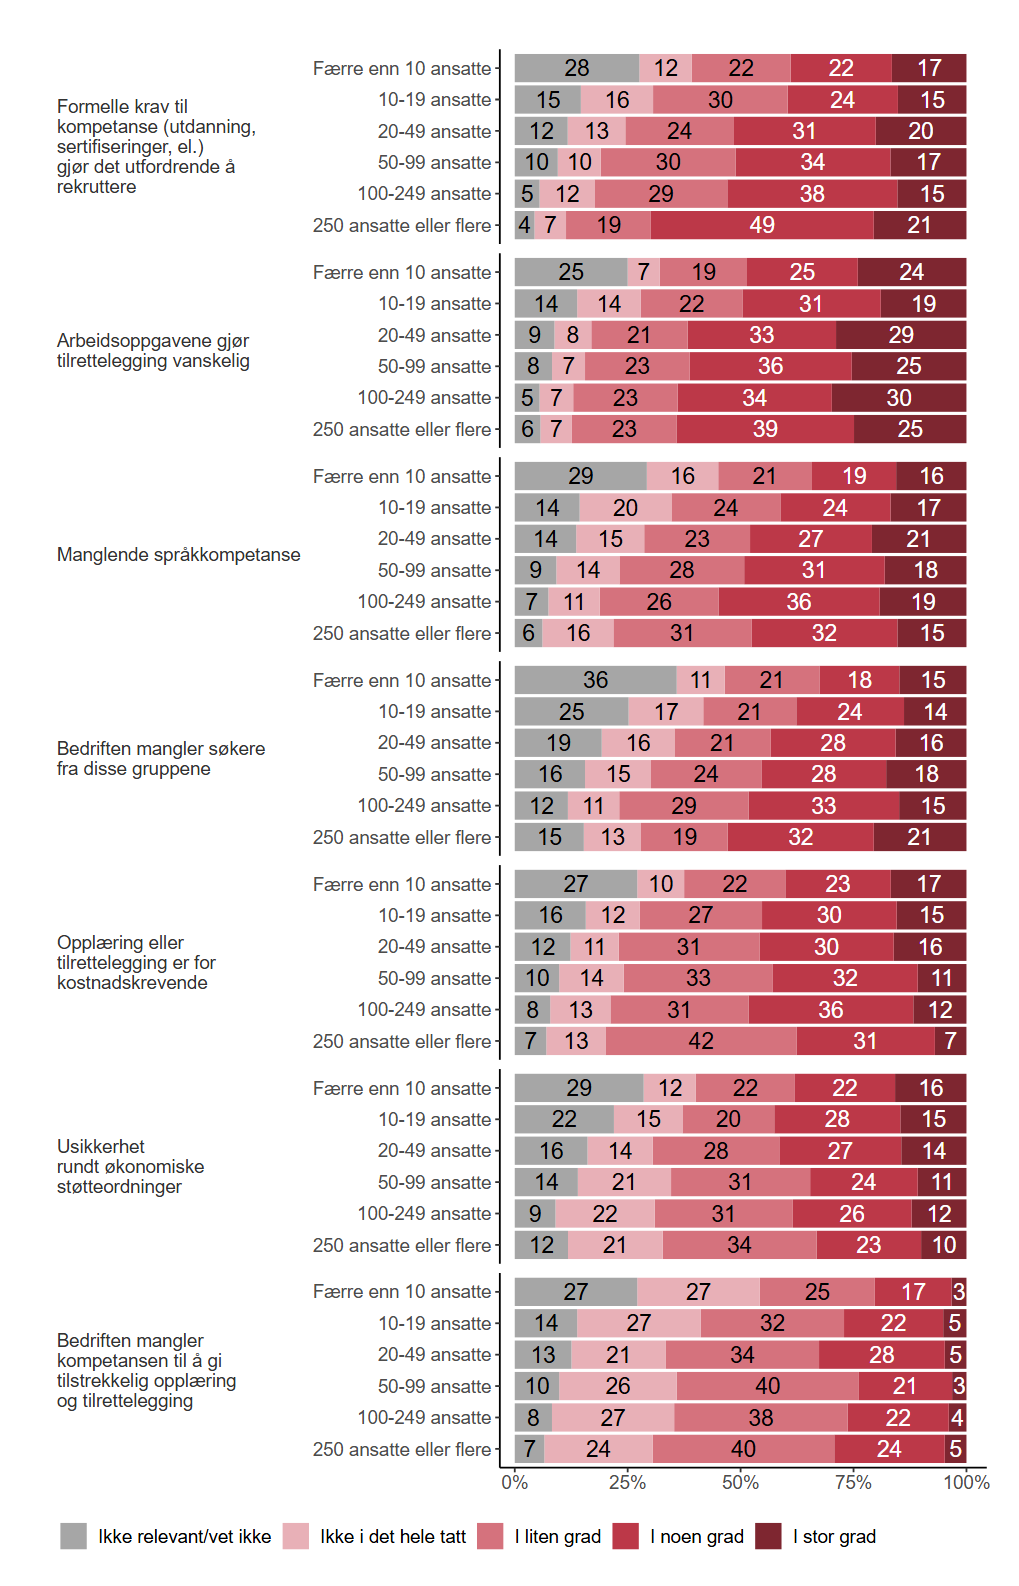 Formelle krav til
kompetanse (utdanning,
sertifiseringer, el.)
gjør det utfordrende å
rekruttere
Færre enn 10 ansatte 28 12 22 22 17
10-19 ansatte 15 16 30 24 15
20-49 ansatte 12 13 24 31 20
50-99 ansatte 10 10 30 34 17
100-249 ansatte 5 12 29 38 15
250 ansatte eller flere 4 7 19 49 21
Arbeidsoppgavene gjør
tilrettelegging vanskelig
Færre enn 10 ansatte 25 7 19 25 24
10-19 ansatte 14 14 22 31 19
20-49 ansatte 9 8 21 33 29
50-99 ansatte 8 7 23 36 25
100-249 ansatte 5 7 23 34 30
250 ansatte eller flere 6 7 23 39 25
Manglende språkkompetanse
Færre enn 10 ansatte 29 16 21 19 16
10-19 ansatte 14 20 24 24 17
20-49 ansatte 14 15 23 27 21
50-99 ansatte 9 14 28 31 18
100-249 ansatte 7 11 26 36 19
250 ansatte eller flere 6 16 31 32 15
Bedriften mangler søkere
fra disse gruppene
Færre enn 10 ansatte 36 11 21 18 15
10-19 ansatte 25 17 21 24 14
20-49 ansatte 19 16 21 28 16
50-99 ansatte 16 15 24 28 18
100-249 ansatte 12 11 29 33 15
250 ansatte eller flere 15 13 19 32 21
Opplæring eller
tilrettelegging er for
kostnadskrevende
Færre enn 10 ansatte 27 10 22 23 17
10-19 ansatte 16 12 27 30 15
20-49 ansatte 12 11 31 30 16
50-99 ansatte 10 14 33 32 11
100-249 ansatte 8 13 31 36 12
250 ansatte eller flere 7 13 42 31 7
Usikkerhet
rundt økonomiske
støtteordninger
Færre enn 10 ansatte 29 12 22 22 16
10-19 ansatte 22 15 20 28 15
20-49 ansatte 16 14 28 27 14
50-99 ansatte 14 21 31 24 11
100-249 ansatte 9 22 31 26 12
250 ansatte eller flere 12 21 34 23 10
Bedriften mangler
kompetansen til å gi
tilstrekkelig opplæring
og tilrettelegging
Færre enn 10 ansatte 27 27 25 17 3
10-19 ansatte 14 27 32 22 5
20-49 ansatte 13 21 34 28 5
50-99 ansatte 10 26 40 21 3
100-249 ansatte 8 27 38 22 4
250 ansatte eller flere 7 24 40 24 5
0% 25% 50% 75% 100%
Ikke relevant/vet ikke Ikke i det hele tatt I liten grad I noen grad I stor grad